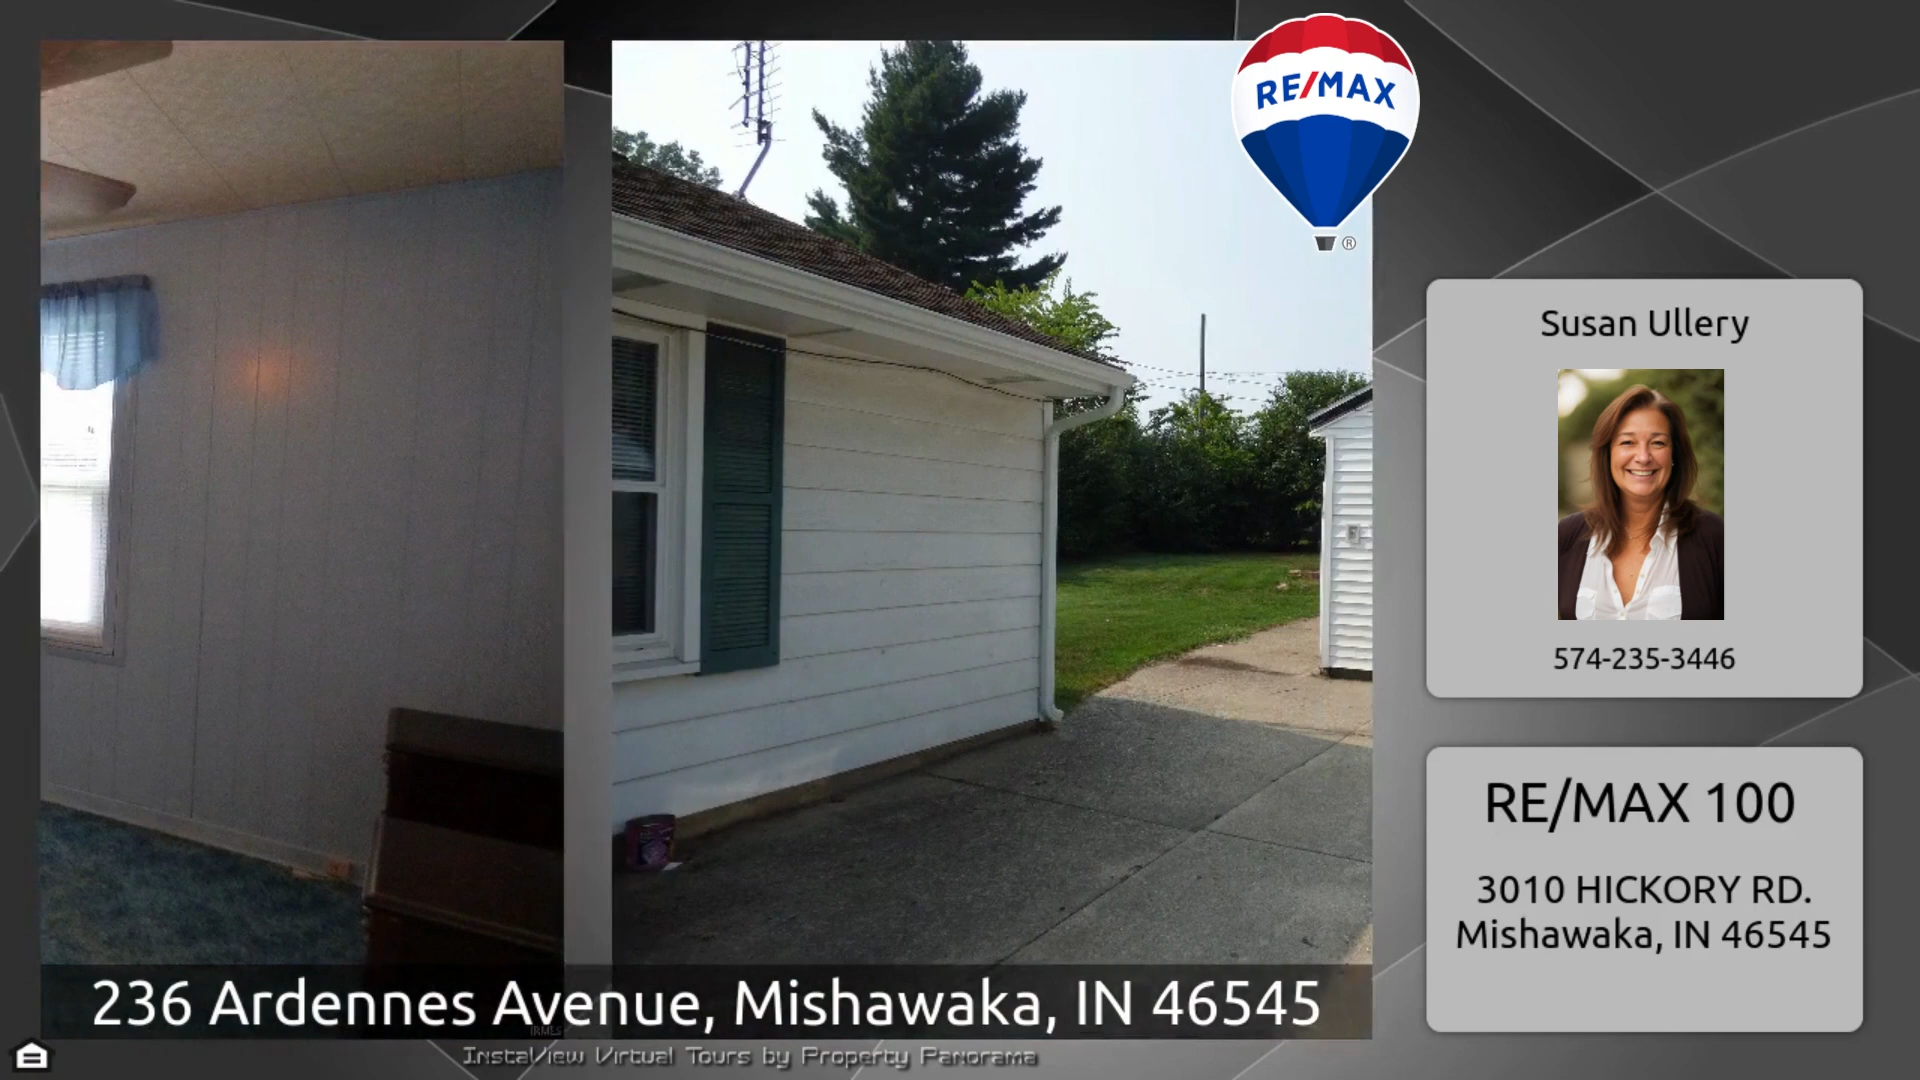 RE/MAX
®
Susan Ullery
574-235-3446
RE/MAX 100
3010 HICKORY RD.
Mishawaka, IN 46545
236 Ardennes Avenue, Mishawaka, IN 46545
IRMLS
InstaView Virtual Tours by Property Panorama